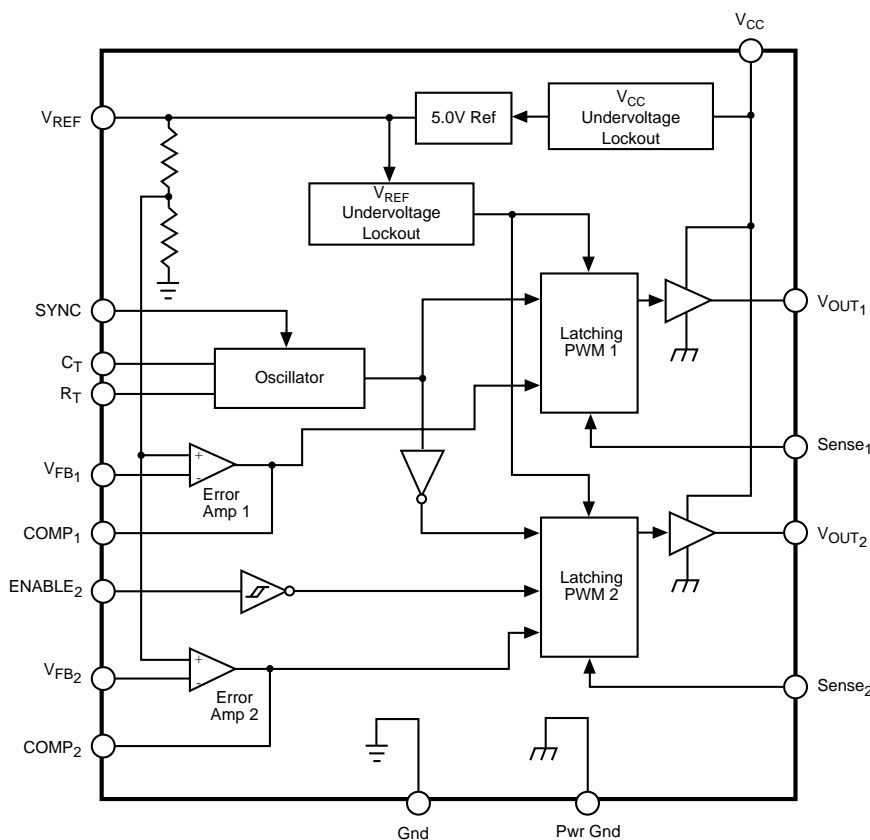 VCC
VREF
5.0V Ref
VCC
Undervoltage
Lockout
VREF
Undervoltage
Lockout
SYNC
CT
RT
Oscillator
Latching
PWM 1
VOUT1
Sense1
VFB1
+
-
Error
Amp 1
COMP1
ENABLE2
Latching
PWM 2
VOUT2
VFB2
+
-
Error
Amp 2
Sense2
COMP2
Gnd
Pwr Gnd